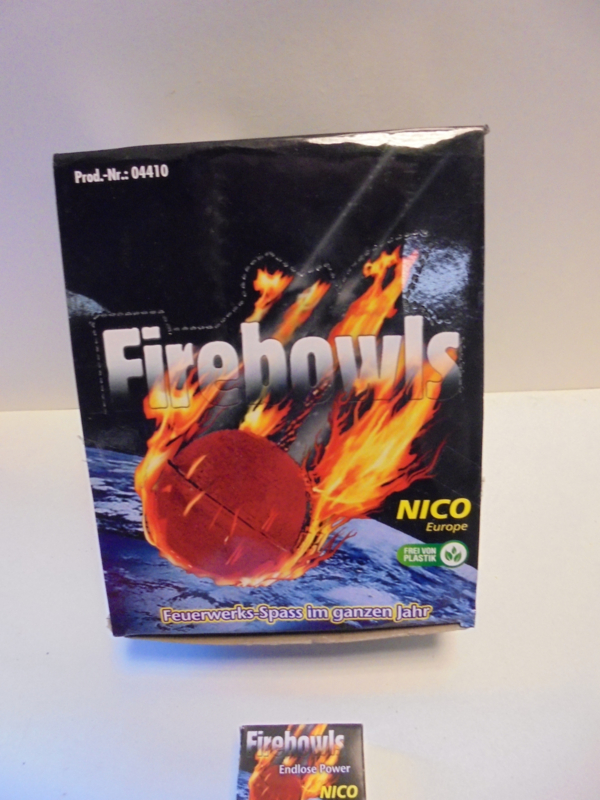 Prod.-Nr.: 04410
Firebowls
NICO
Europe
FREI VON
PLASTIK
Feuerwerks-Spass im ganzen Jahr
Firebowls
Endlose Power
NICO